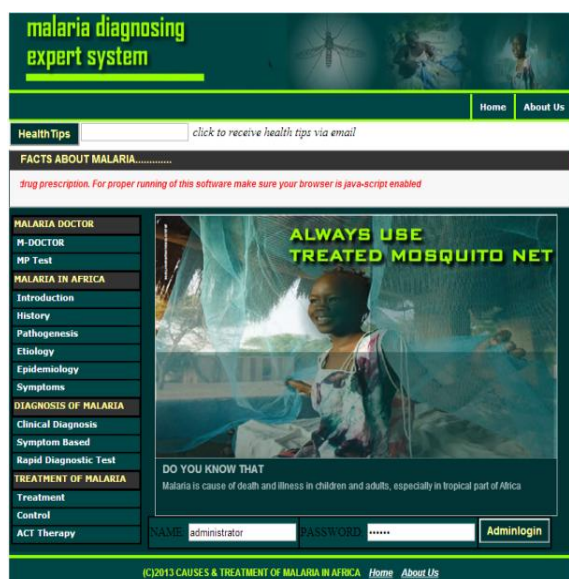 malaria diagnosing
expert system
Home About Us
HealthTips click to receive health tips via email
FACTS ABOUT MALARIA.............
drug prescription. For proper running of this software make sure your browser is java-script enabled
MALARIA DOCTOR
M-DOCTOR
MP Test
MALARIA IN AFRICA
Introduction
History
Pathogenesis
Etiology
Epidemiology
Symptoms
DIAGNOSIS OF MALARIA
Clinical Diagnosis
Symptom Based
Rapid Diagnostic Test
TREATMENT OF MALARIA
Treatment
Control
ACT Therapy
ALWAYS USE
TREATED MOSQUITO NET
DO YOU KNOW THAT
Malaria is cause of death and illness in children and adults, especially in tropical part of Africa
NAME: administrator PASSWORD: •••••• Adminlogin
(C)2013 CAUSES & TREATMENT OF MALARIA IN AFRICA Home About Us